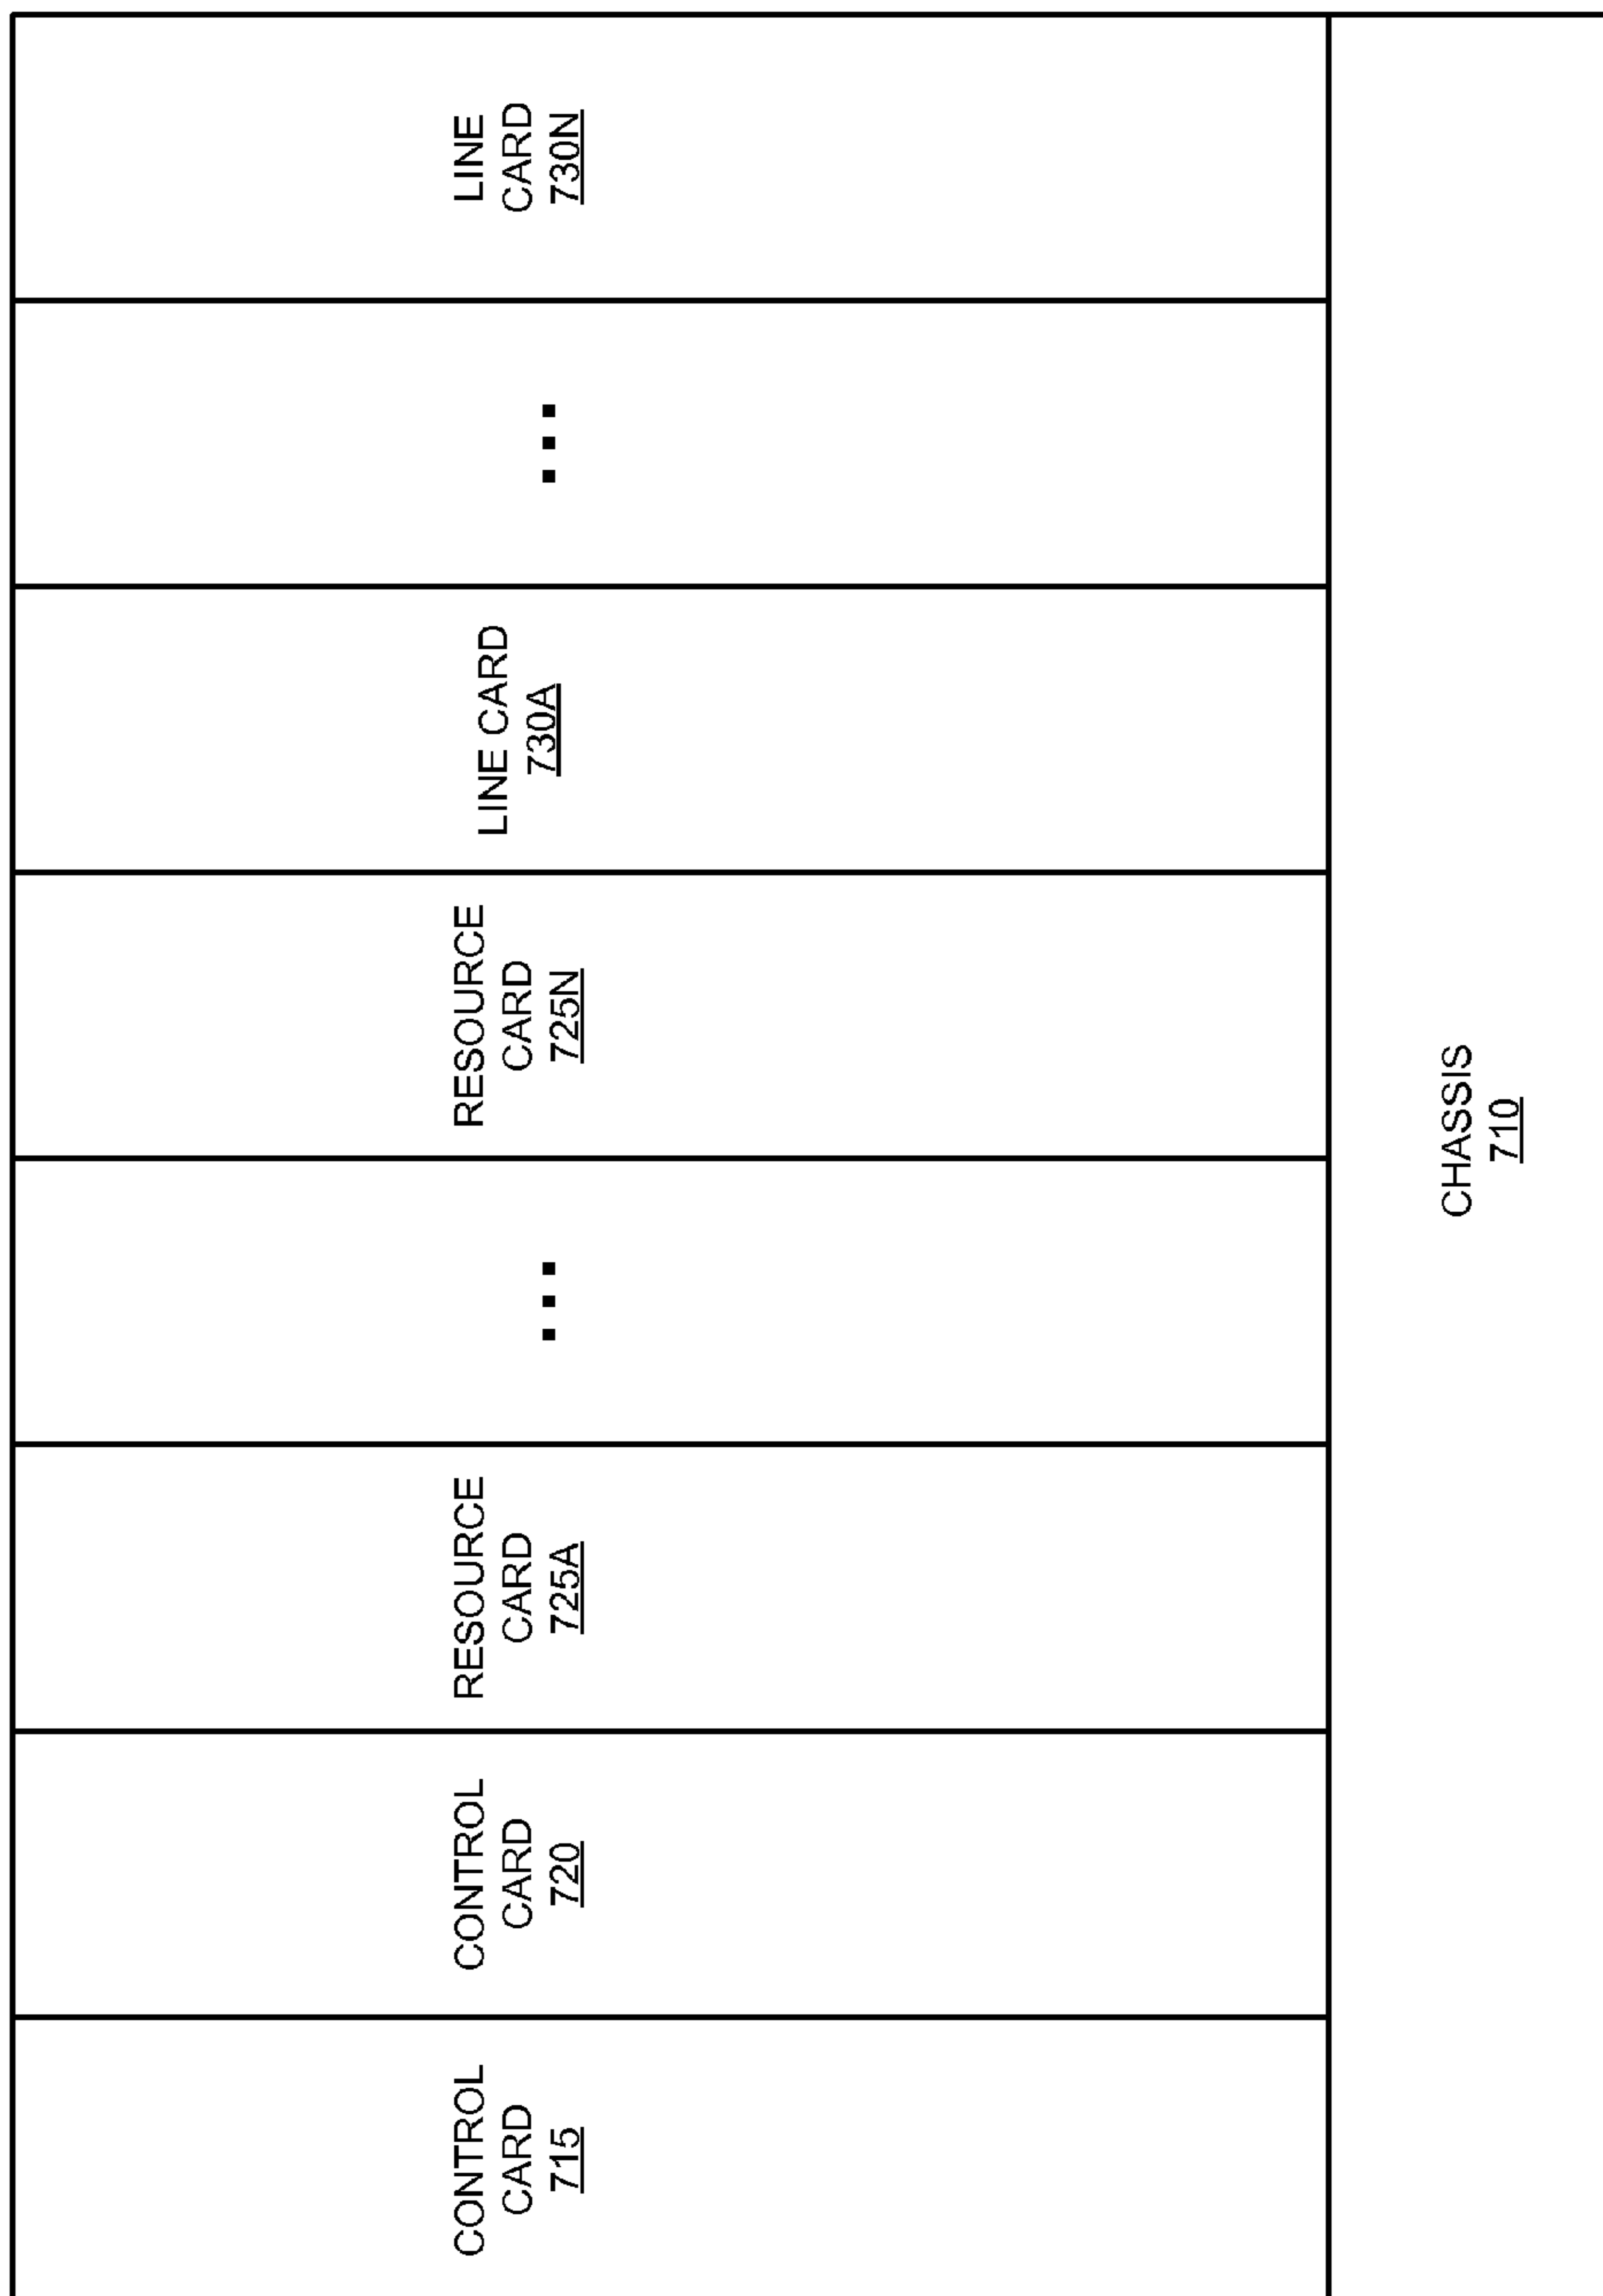 CONTROL
CARD
715
CONTROL
CARD
720
RESOURCE
CARD
725A
...
RESOURCE
CARD
725N
LINE CARD
730A
...
LINE
CARD
730N
CHASSIS
710